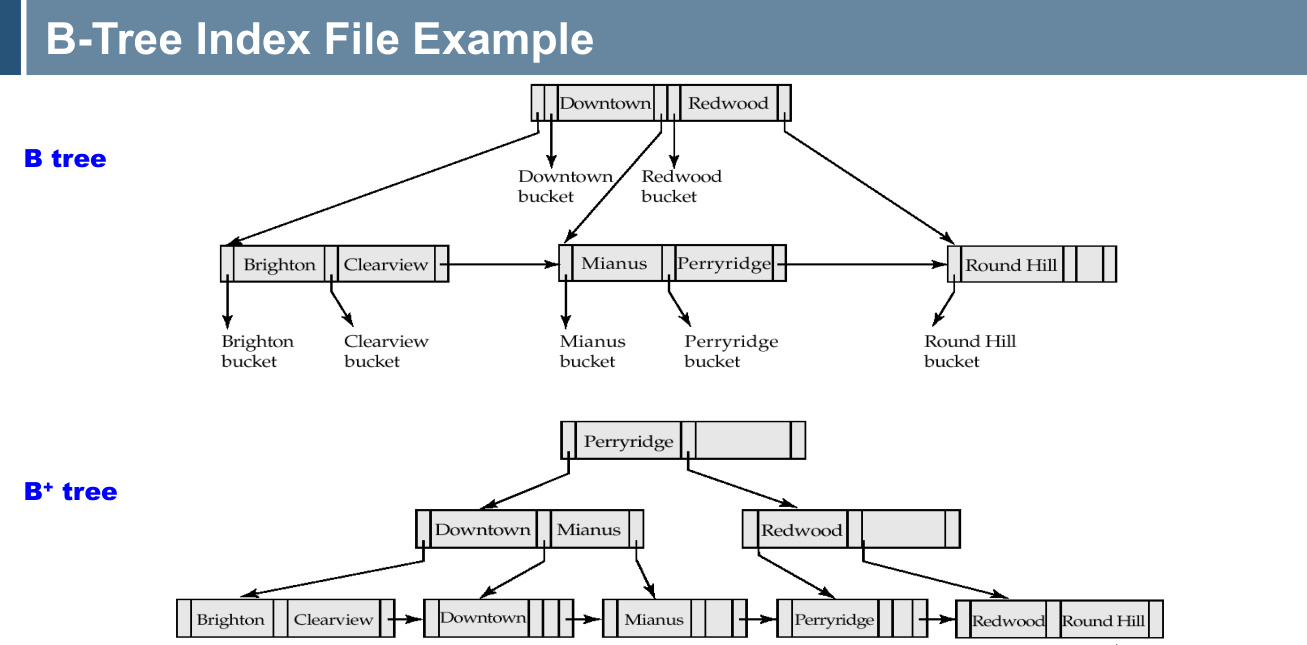 B-Tree Index File Example
Downtown Redwood
B tree
Downtown Redwood
bucket bucket
Brighton Clearview Mianus Perryridge Round Hill
Brighton Clearview Mianus Perryridge Round Hill
bucket bucket bucket bucket bucket
Perryridge
B+ tree
Downtown Mianus Redwood
Brighton Clearview Downtown Mianus Perryridge Redwood Round Hill